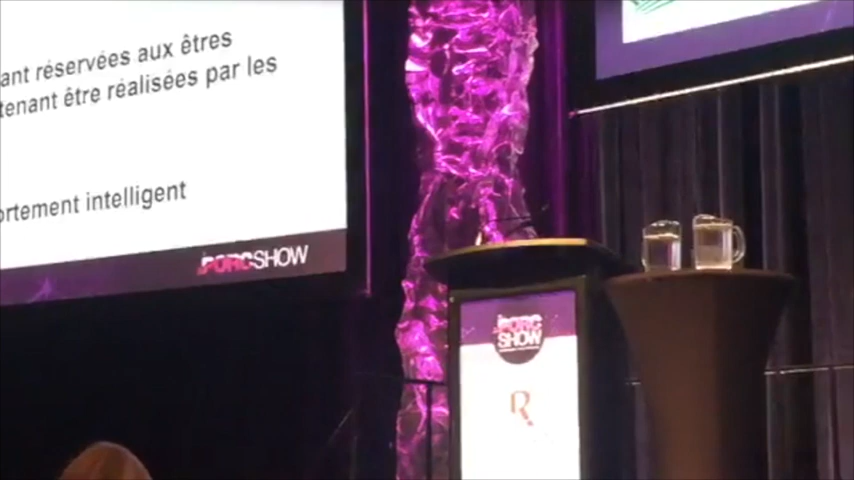 ant réservées aux êtres
tenant être réalisées par les
ortement intelligent
PORCSHOW
PORC
SHOW
R